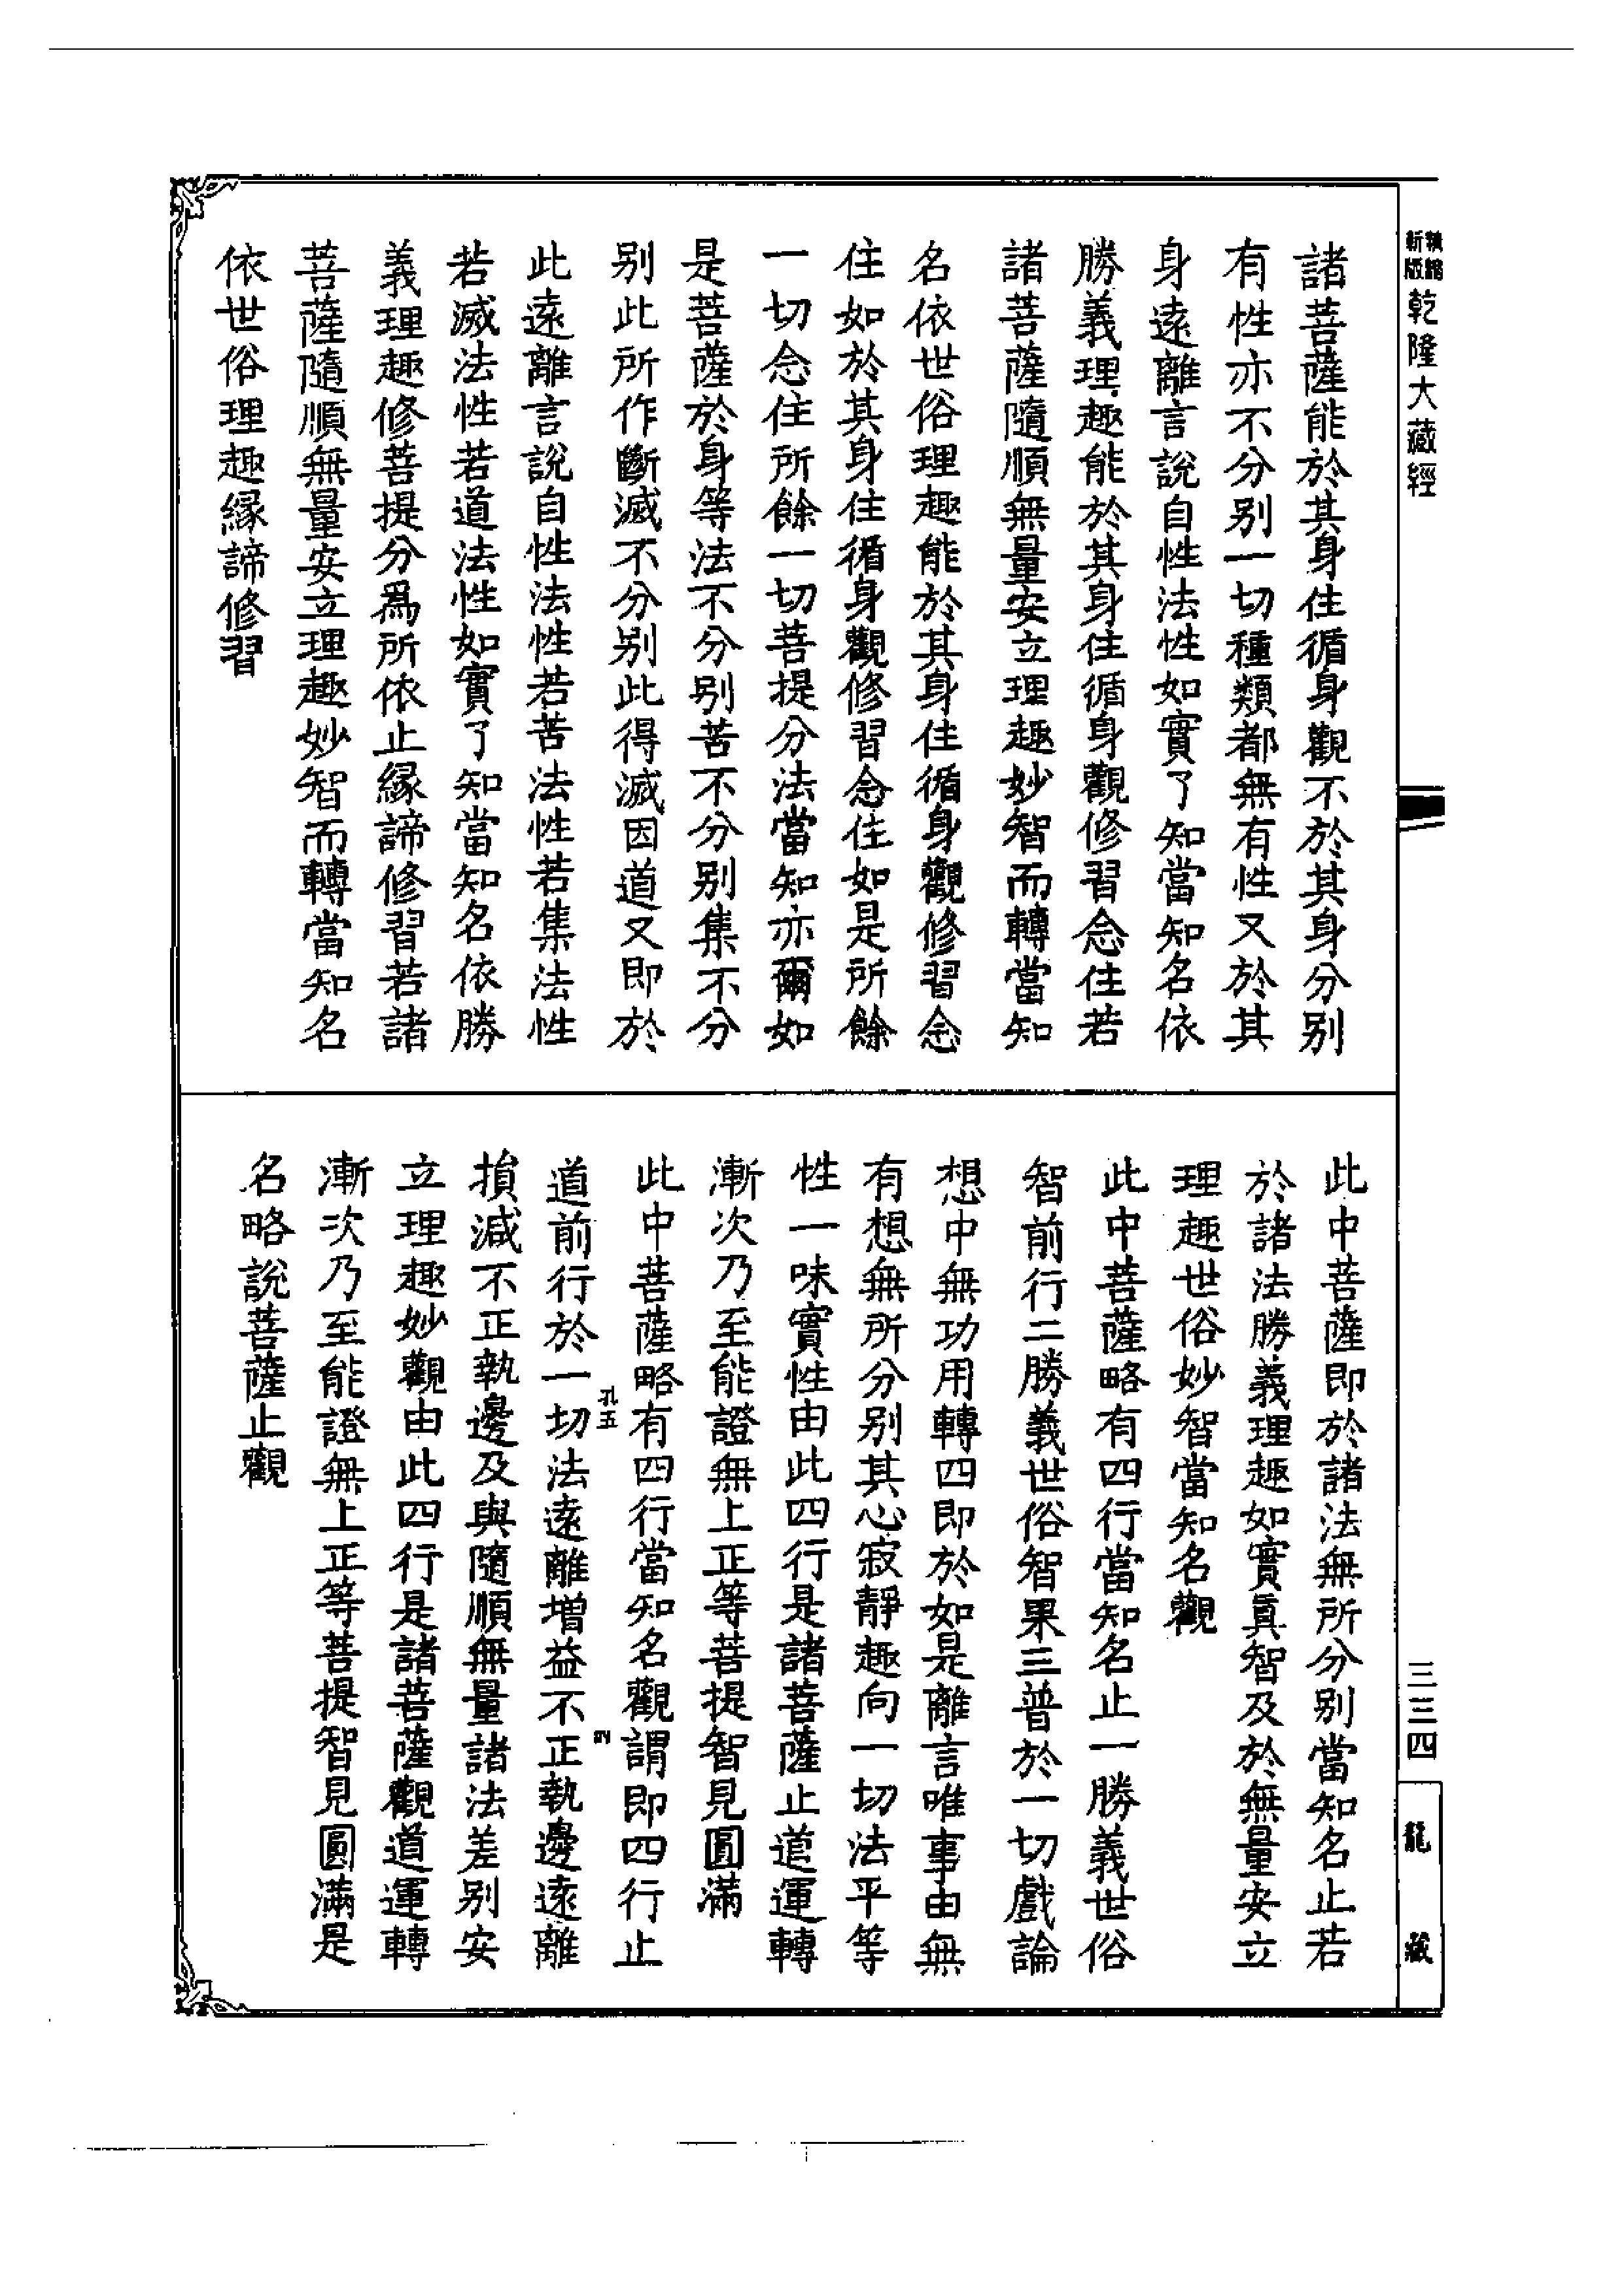 新編
縮版
乾隆大藏經
諸菩薩能於其身住循身觀不於其身分别
有性亦不分别一切種類都無有性又於其
身遠離言說自性法性如實了知當知名依
勝義理趣能於其身住循身觀修習念住若
諸菩薩隨順無量安立理趣妙智而轉當知
名依世俗理趣能於其身住循身觀修習念
住如於其身住循身觀修習念住如是所餘
一切念住所餘一切菩提分法當知亦爾如
是菩薩於身等法不分别苦不分别集不分
别此所作斷滅不分别此得滅因道又即於
此遠離言說自性法性若苦法性若集法性
若滅法性若道法性如實了知當知名依勝
義理趣修菩提分爲所依止緣諦修習若諸
菩薩隨順無量安立理趣妙智而轉當知名
依世俗理趣緣諦修習
此中菩薩即於諸法無所分别當知名止若
於諸法勝義理趣如實真智及於無量安立
理趣世俗妙智當知名觀
此中菩薩略有四行當知名止一勝義世俗
智前行二勝義世俗智果三普於一切戲論
想中無功用轉四即於如是離言唯事由無
有想無所分别其心寂靜趣向一切法平等
性一味實性由此四行是諸菩薩止道運轉
漸次乃至能證無上正等菩提智見圓滿
此中菩薩略有四行當知名觀謂即四行止
道前行於一切法遠離增益不正執邊遠離
孔五
四
損減不正執邊及與隨順無量諸法差别安
立理趣妙觀由此四行是諸菩薩觀道運轉
漸次乃至能證無上正等菩提智見圓滿是
名略說菩薩止觀
三三四
龍藏